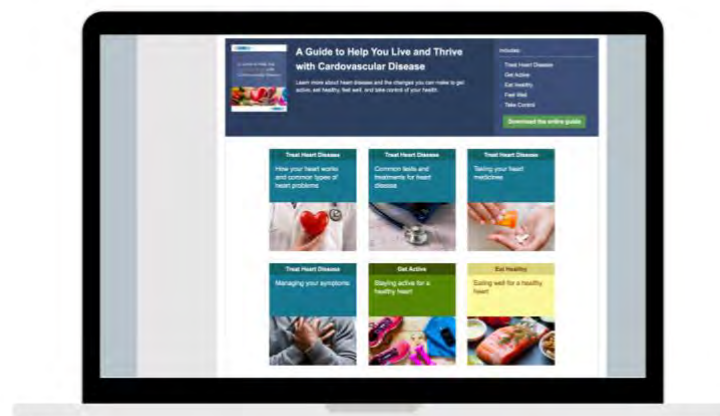 A Guide to Help You Live and Thrive
with Cardovascular Disease
Learn more about heart disease and the changes you can make to get
active, eat healthy, feel well, and take control of your health.
Includes:
Treat Heart Disease
Get Active
Eat Healthy
Feel Well
Take Control
Download the entire guide
Treat Heart Disease
How your heart works
and common types of
heart problems
Treat Heart Disease
Common tests and
treatments for heart
disease
Treat Heart Disease
Taking your heart
medicines
Treat Heart Disease
Managing your symptoms
Get Active
Staying active for a
healthy heart
Eat Healthy
Eating well for a healthy
heart